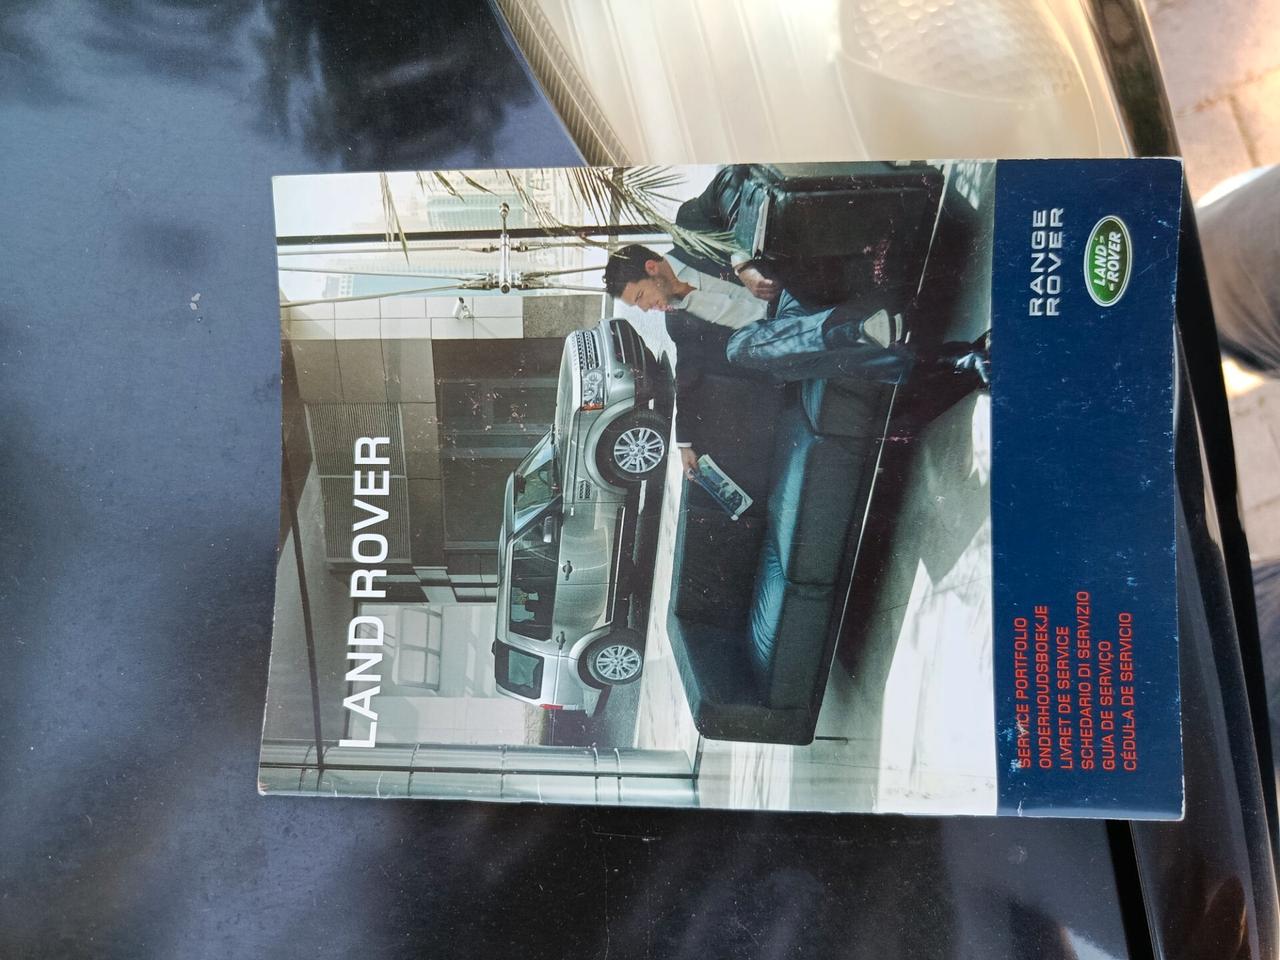 LAND ROVER
SERVICE PORTFOLIO
ONDERHOUDSBOEKJE
LIVRET DE SERVICE
SCHEDARIO DI SERVIZIO
GUIA DE SERVIÇO
CÉDULA DE SERVICIO
RANGE
ROVER
LAND
ROVER